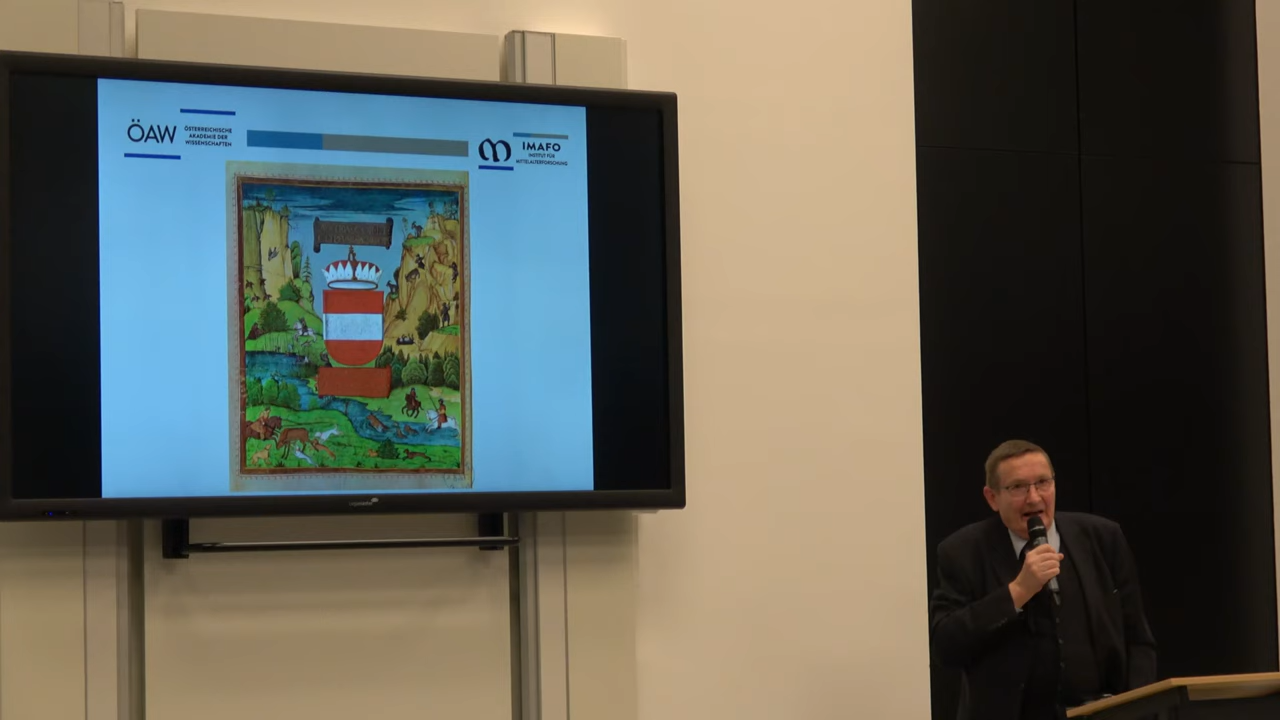 ÖAW
ÖSTERREICHISCHE
AKADEMIE DER
WISSENSCHAFTEN
IMAFO
INSTITUT FÜR
MITTELALTERFORSCHUNG